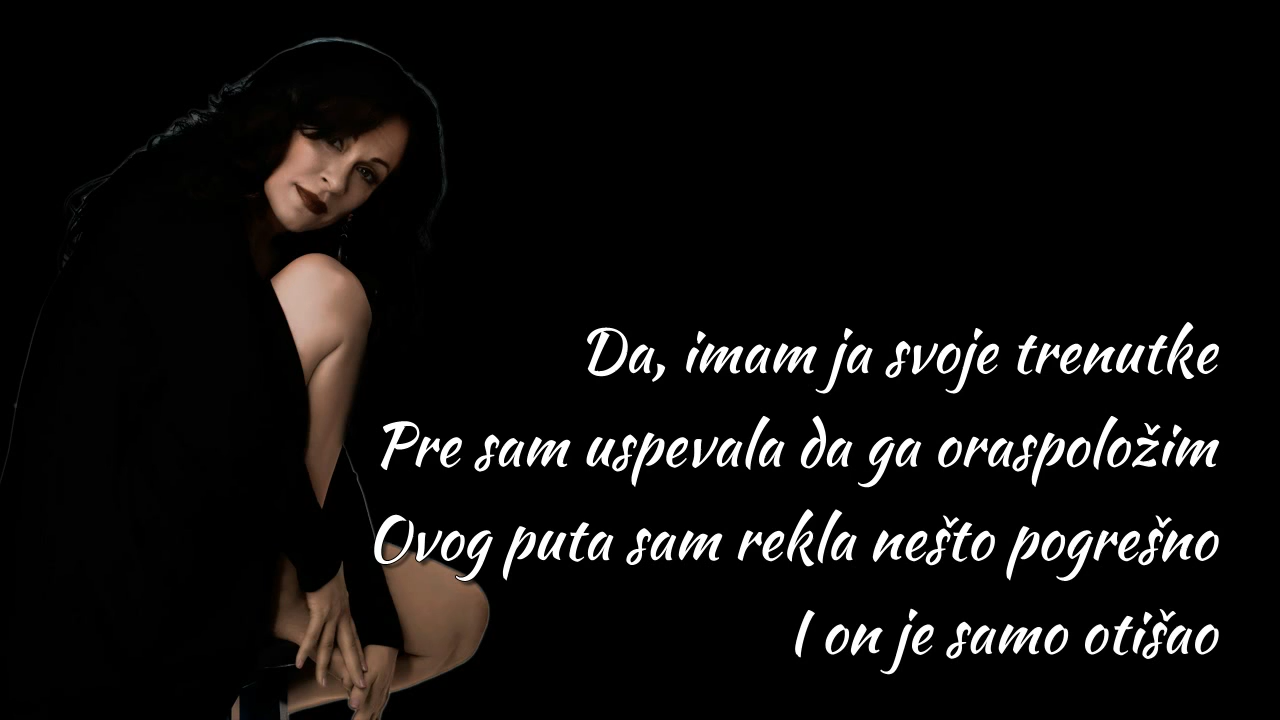 Da, imam ja svoje trenutke
Pre sam uspevala da ga oraspoložim
Ovog puta sam rekla nešto pogrešno
I on je samo otišao